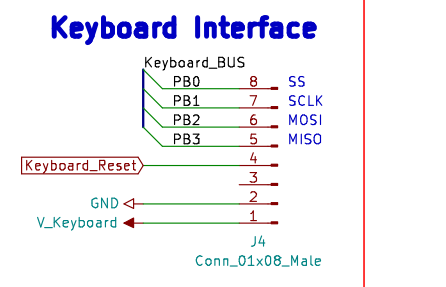 Keyboard Interface
Keyboard_BUS
PB0 8 SS
PB1 7 SCLK
PB2 6 MOSI
PB3 5 MISO
Keyboard_Reset 4
3
GND 2
V_Keyboard 1
J4
Conn_01x08_Male